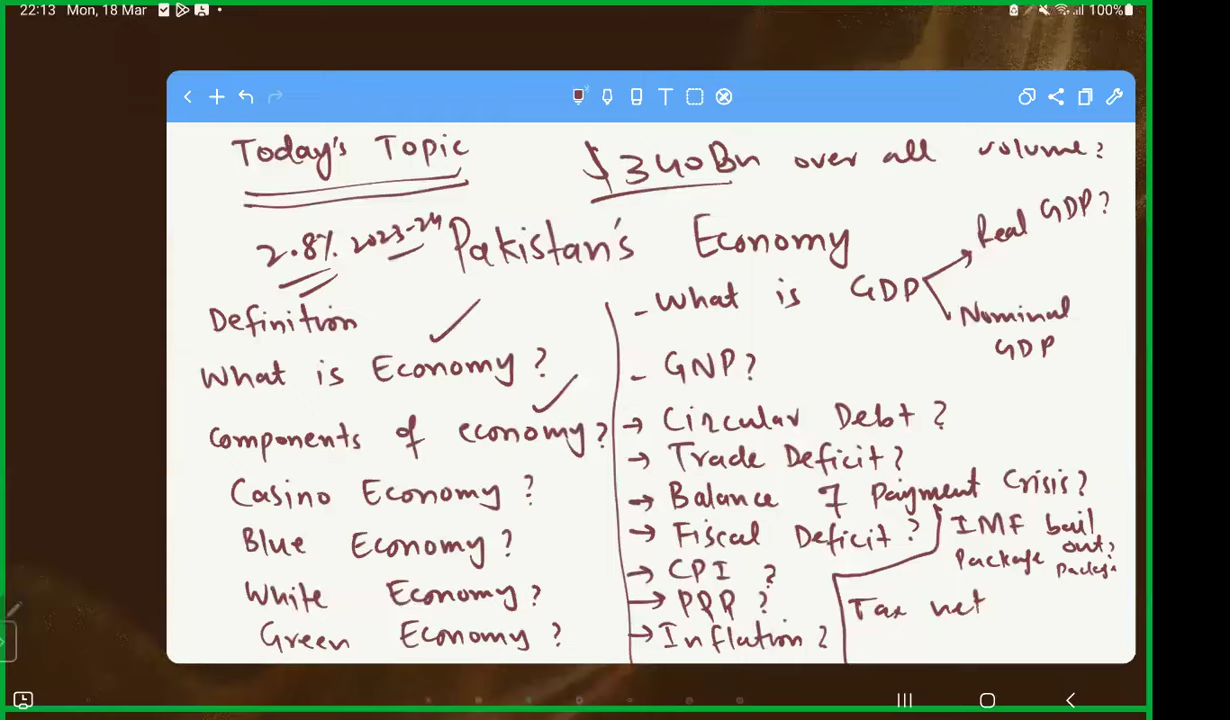 22:13 Mon, 18 Mar
100%
Today's Topic
$340Bn over all volume?
2.8% 2023-24
Pakistan's Economy
Definition
What is Economy?
Components of economy?
Casino Economy?
Blue Economy?
White Economy?
Green Economy?
- What is GDP
Real GDP?
Nominal
GDP
- GNP?
→ Circular Debt?
→ Trade Deficit?
→ Balance of Payment Crisis?
→ Fiscal Deficit?
IMF bail
out?
Package
Package
→ CPI ?
→ PPP ?
→ Inflation?
Tax net